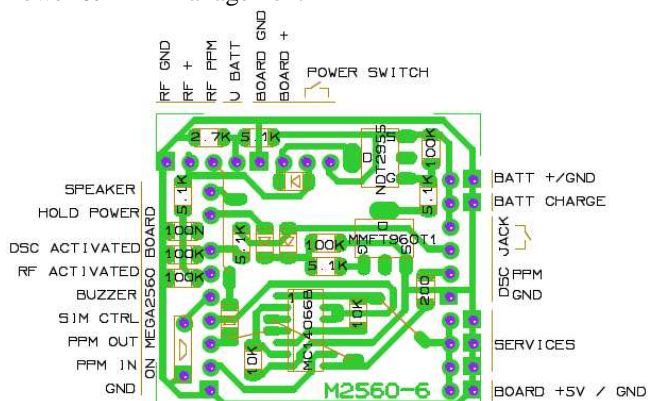 RF GND
RF +
RF PPM
U BATT
BOARD GND
BOARD +
POWER SWITCH
2.7K
5.1K
NDT2955
D
G
100K
5.1K
5.1K
BATT +/GND
BATT CHARGE
SPEAKER
HOLD POWER
DSC ACTIVATED
RF ACTIVATED
BUZZER
SIM CTRL
PPM OUT
PPM IN
GND
ON MEGA2560 BOARD
100N
100K
100K
5.1K
100K
5.1K
D
MMFT960T1
G
S
DSC JACK
PPM
GND
200
1
MC14066B
10K
10K
SERVICES
M2560-6
BOARD +5V / GND